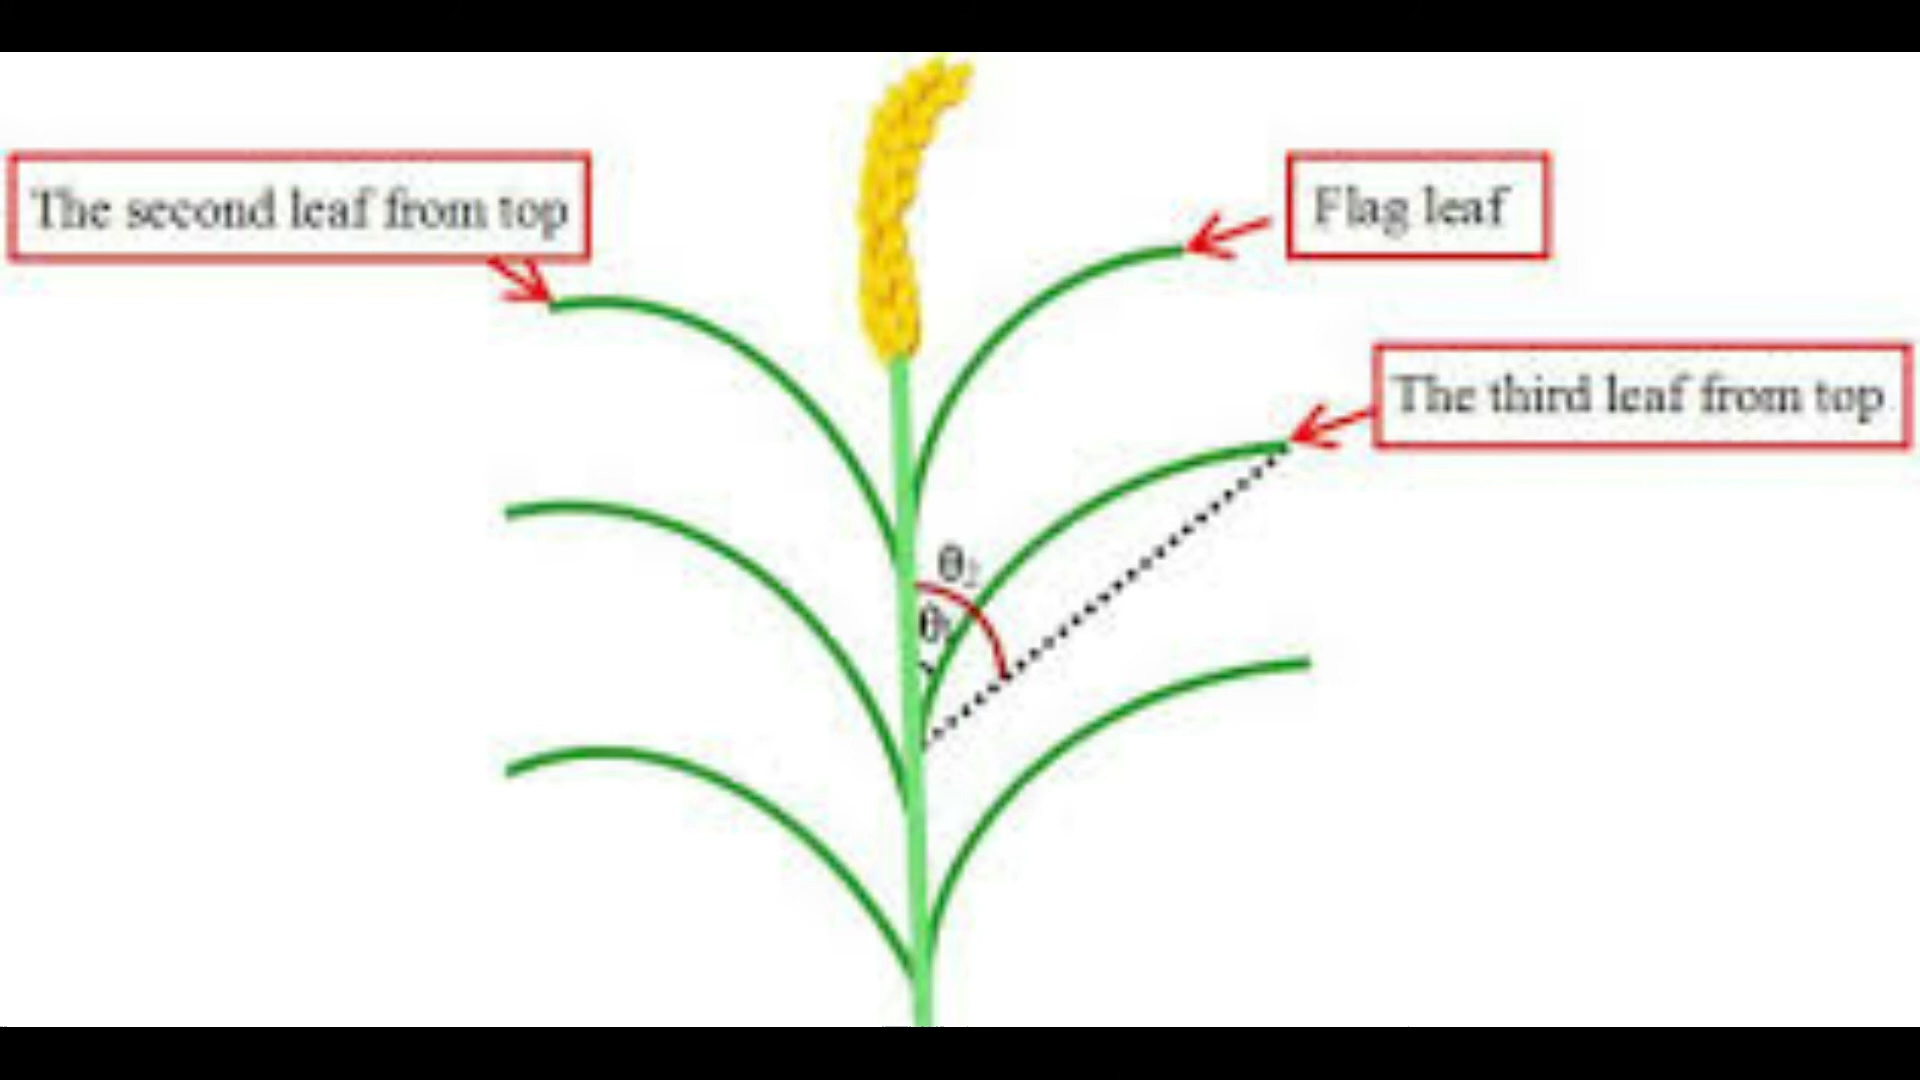 The second leaf from top
Flag leaf
The third leaf from top
θ2
θ1